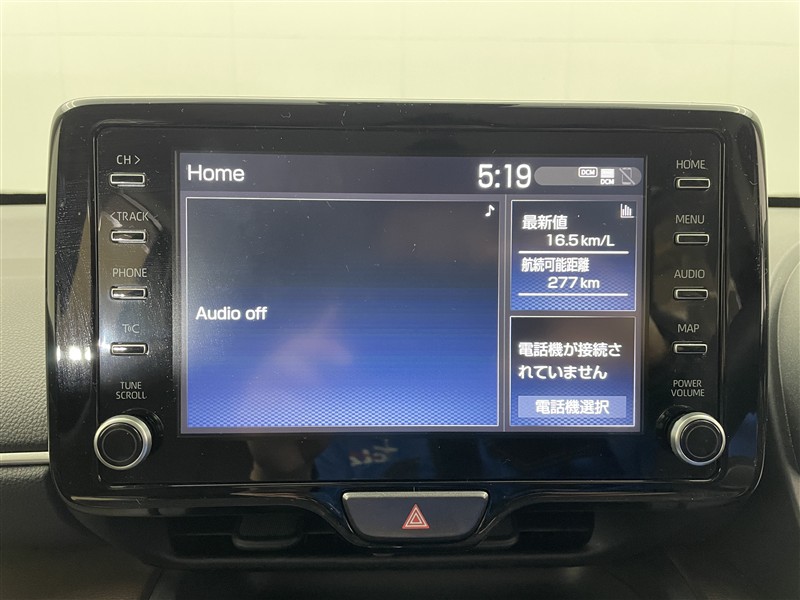 CH >
< TRACK
PHONE
T⚬C
TUNE
SCROLL
Home
5:19
DCM
DCM
Audio off
最新値
16.5 km/L
航続可能距離
277 km
電話機が接続さ
れていません
電話機選択
HOME
MENU
AUDIO
MAP
POWER
VOLUME